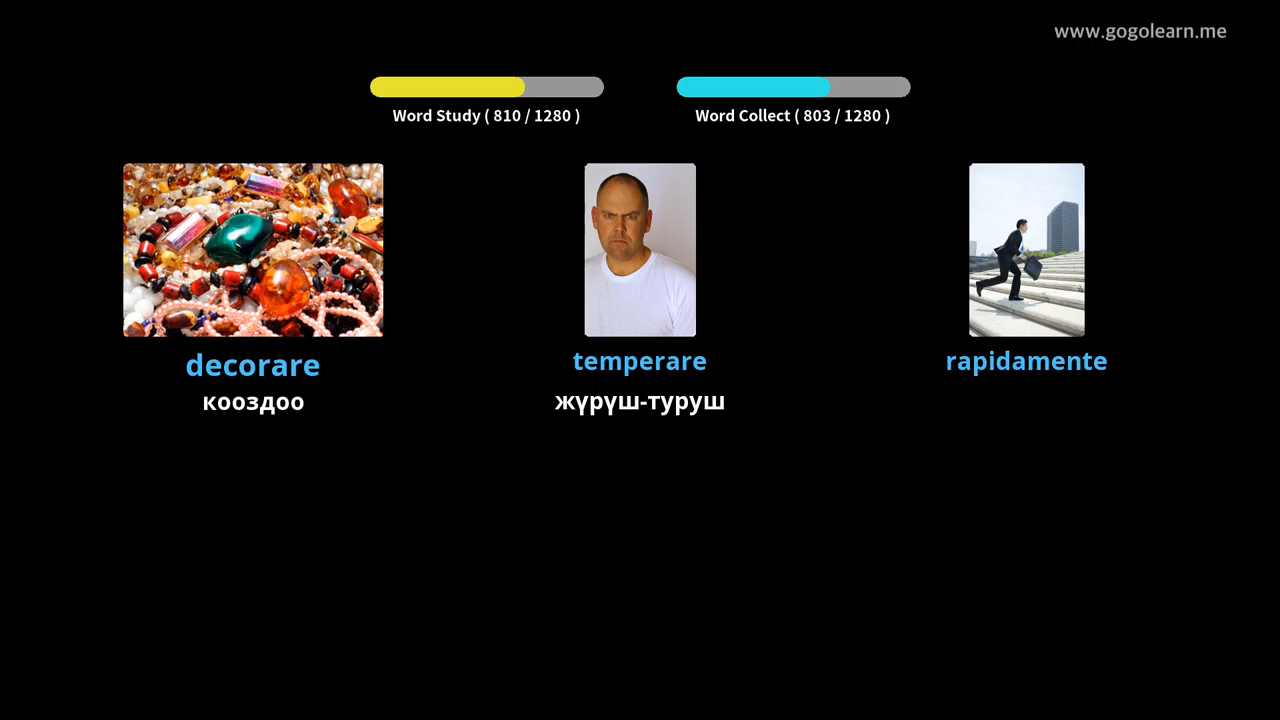 www.gogolearn.me
Word Study ( 810 / 1280 )
Word Collect ( 803 / 1280 )
decorare
кооздоо
temperare
жүрүш-туруш
rapidamente